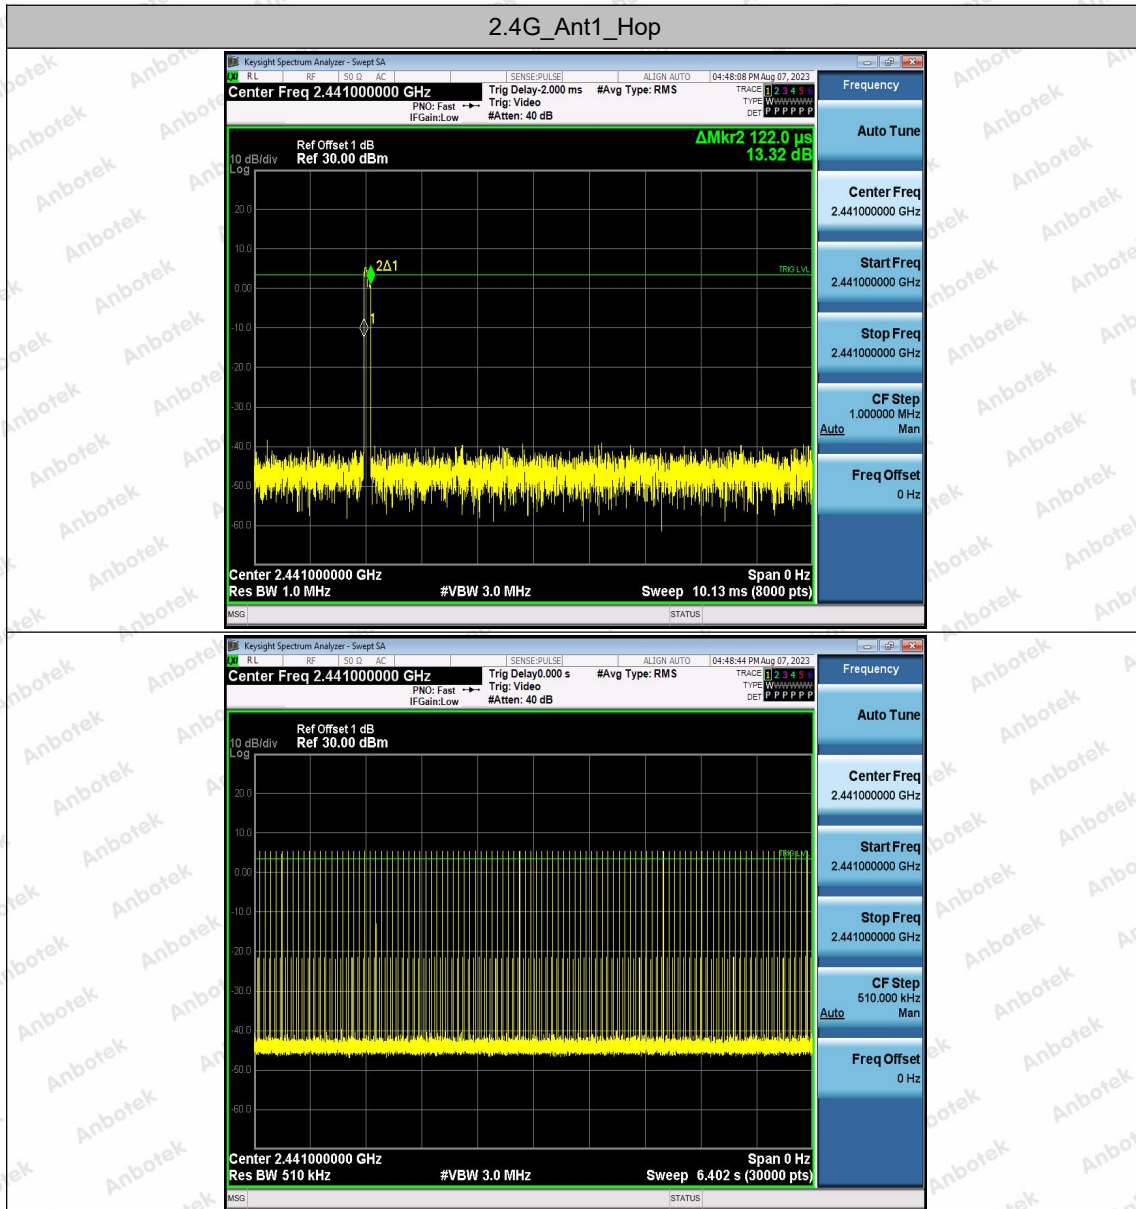 2.4G_Ant1_Hop
Keysight Spectrum Analyzer - Swept SA
LXI RL RF 50 Ω AC SENSE:PULSE ALIGN AUTO 04:48:08 PM Aug 07, 2023
Center Freq 2.441000000 GHz
PNO: Fast
IFGain:Low
Trig Delay-2.000 ms
Trig: Video
#Atten: 40 dB
#Avg Type: RMS
TRACE 1 2 3 4 5 6
TYPE WWWWWW
DET P P P P P P
ΔMkr2 122.0 µs
13.32 dB
Ref Offset 1 dB
10 dB/div Ref 30.00 dBm
Log
20.0
10.0
0.00
-10.0
-20.0
-30.0
-40.0
-50.0
-60.0
2Δ1
1
TRIG LVL
Center 2.441000000 GHz Span 0 Hz
Res BW 1.0 MHz #VBW 3.0 MHz Sweep 10.13 ms (8000 pts)
MSG STATUS
Frequency
Auto Tune
Center Freq
2.441000000 GHz
Start Freq
2.441000000 GHz
Stop Freq
2.441000000 GHz
CF Step
1.000000 MHz
Auto Man
Freq Offset
0 Hz
Keysight Spectrum Analyzer - Swept SA
LXI RL RF 50 Ω AC SENSE:PULSE ALIGN AUTO 04:48:44 PM Aug 07, 2023
Center Freq 2.441000000 GHz
PNO: Fast
IFGain:Low
Trig Delay0.000 s
Trig: Video
#Atten: 40 dB
#Avg Type: RMS
TRACE 1 2 3 4 5 6
TYPE WWWWWW
DET P P P P P P
Ref Offset 1 dB
10 dB/div Ref 30.00 dBm
Log
20.0
10.0
0.00
-10.0
-20.0
-30.0
-40.0
-50.0
-60.0
TRIG LVL
Center 2.441000000 GHz Span 0 Hz
Res BW 510 kHz #VBW 3.0 MHz Sweep 6.402 s (30000 pts)
MSG STATUS
Frequency
Auto Tune
Center Freq
2.441000000 GHz
Start Freq
2.441000000 GHz
Stop Freq
2.441000000 GHz
CF Step
510.000 kHz
Auto Man
Freq Offset
0 Hz
Anbotek